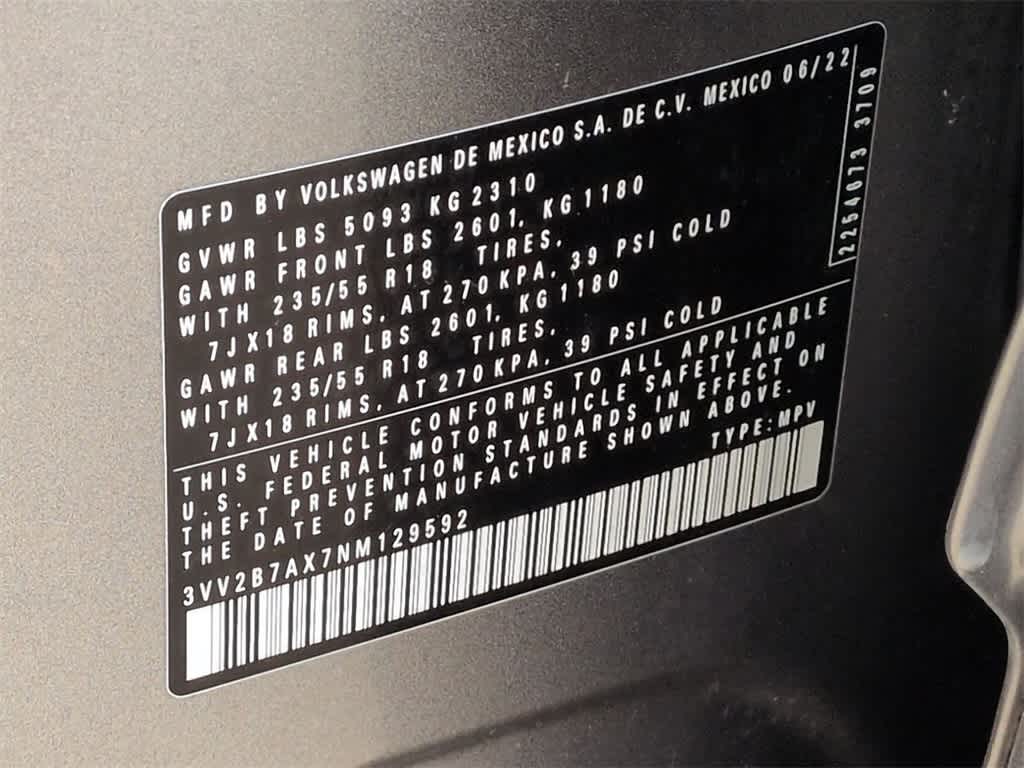 MFD BY VOLKSWAGEN DE MEXICO S.A. DE C.V. MEXICO 06/22
GVWR LBS 5093 KG 2310
GAWR FRONT LBS 2601, KG 1180
WITH 235/55 R18 TIRES,
7JX18 RIMS, AT 270 KPA, 39 PSI COLD
GAWR REAR LBS 2601, KG 1180
WITH 235/55 R18 TIRES,
7JX18 RIMS, AT 270 KPA, 39 PSI COLD
THIS VEHICLE CONFORMS TO ALL APPLICABLE
U.S. FEDERAL MOTOR VEHICLE SAFETY AND
THEFT PREVENTION STANDARDS IN EFFECT ON
THE DATE OF MANUFACTURE SHOWN ABOVE.
3VV2B7AX7NM129592 TYPE: MPV
2254673 3709